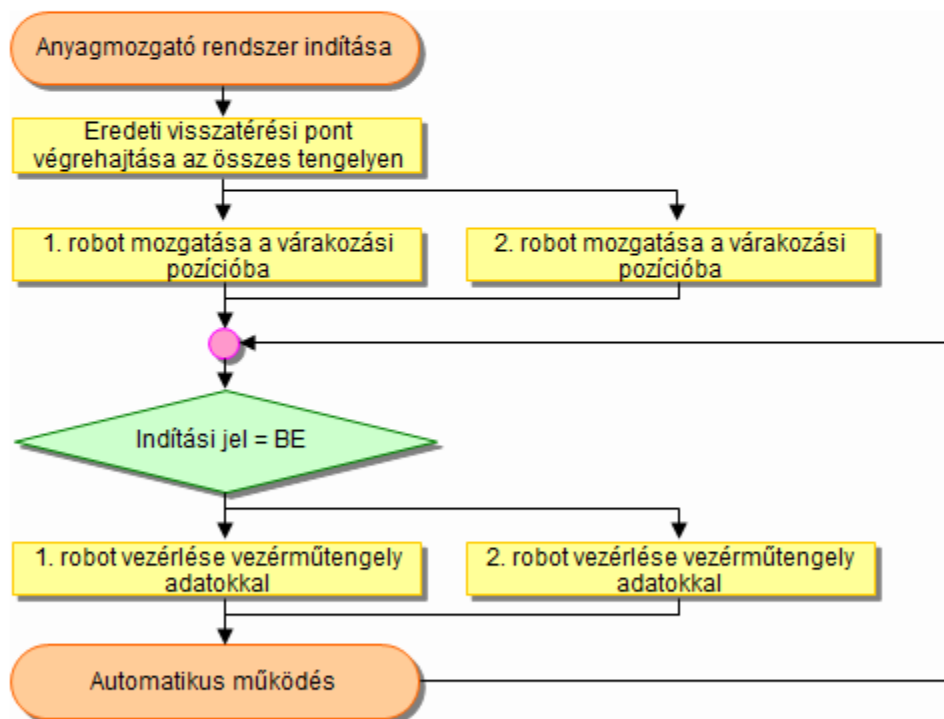 Anyagmozgató rendszer indítása
Eredeti visszatérési pont
végrehajtása az összes tengelyen
1. robot mozgatása a várakozási
pozícióba
2. robot mozgatása a várakozási
pozícióba
Indítási jel = BE
1. robot vezérlése vezérműtengely
adatokkal
2. robot vezérlése vezérműtengely
adatokkal
Automatikus működés